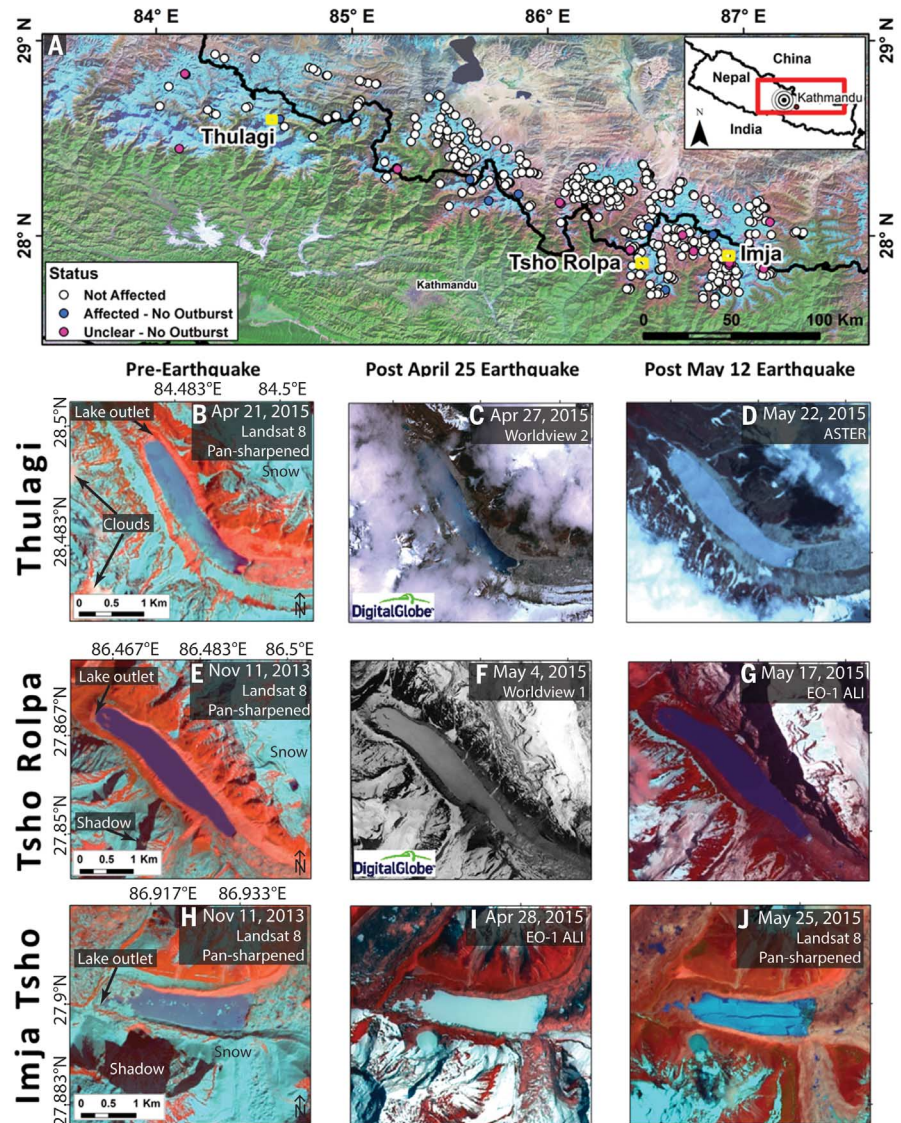 84° E 85° E 86° E 87° E
29° N
29° N
A
China
Nepal
Kathmandu
N
India
Thulagi
28° N
28° N
Tsho Rolpa
Imja
Status
Not Affected
Affected - No Outburst
Unclear - No Outburst
Kathmandu
0 50 100 Km
Pre-Earthquake
Post April 25 Earthquake
Post May 12 Earthquake
84.483°E 84.5°E
Thulagi
28.5°N
28.483°N
Lake outlet
B Apr 21, 2015
Landsat 8
Pan-sharpened
Snow
Clouds
0 0.5 1 Km
N
C Apr 27, 2015
Worldview 2
DigitalGlobe
D May 22, 2015
ASTER
86.467°E 86.483°E 86.5°E
Tsho Rolpa
27.867°N
27.85°N
Lake outlet
E Nov 11, 2013
Landsat 8
Pan-sharpened
Snow
Shadow
0 0.5 1 Km
N
F May 4, 2015
Worldview 1
DigitalGlobe
G May 17, 2015
EO-1 ALI
86.917°E 86.933°E
Imja Tsho
27.9°N
27.883°N
H Nov 11, 2013
Landsat 8
Pan-sharpened
Lake outlet
Shadow
Snow
0 0.5 1 Km
N
I Apr 28, 2015
EO-1 ALI
J May 25, 2015
Landsat 8
Pan-sharpened